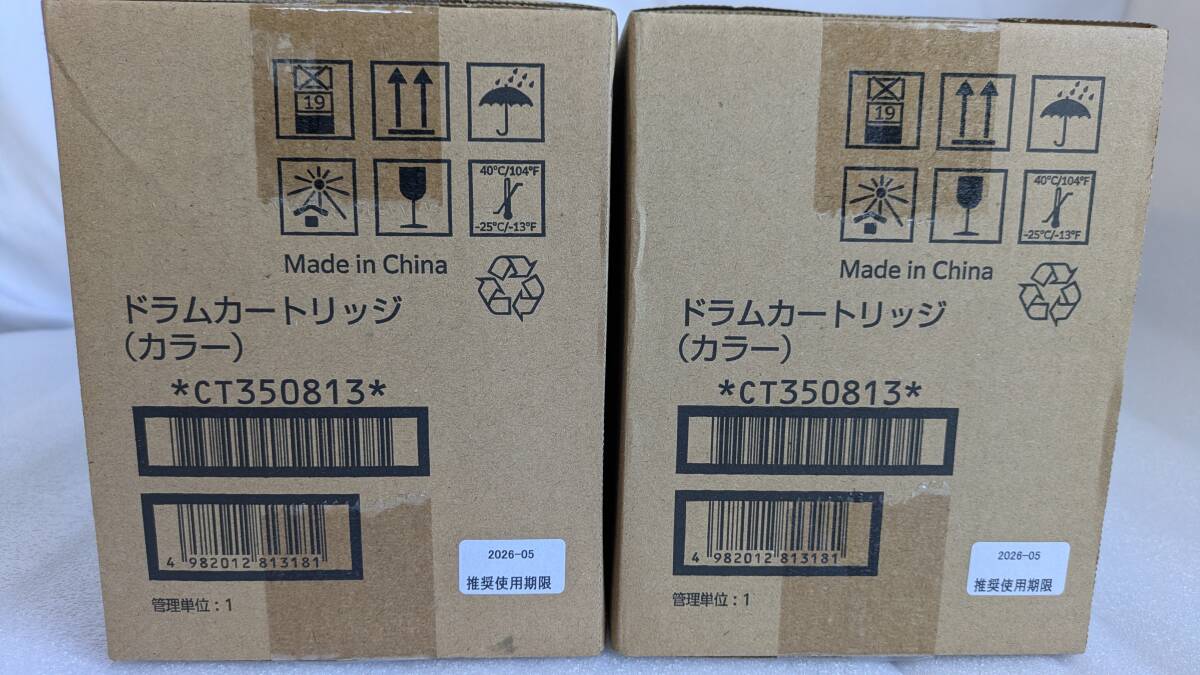 19
40°C/104°F
-25°C/-13°F
Made in China
ドラムカートリッジ
(カラー)
*CT350813*
4 982012 813181
2026-05
推奨使用期限
管理単位：1
19
40°C/104°F
-25°C/-13°F
Made in China
ドラムカートリッジ
(カラー)
*CT350813*
4 982012 813181
2026-05
推奨使用期限
管理単位：1